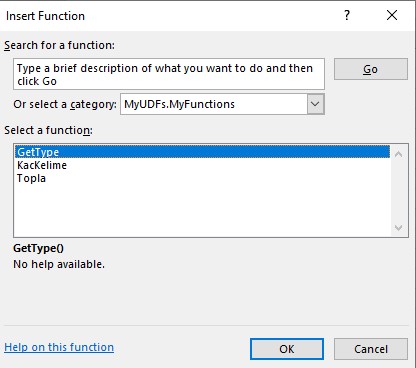 Insert Function
?
Search for a function:
Type a brief description of what you want to do and then
click Go
Go
Or select a category: MyUDFs.MyFunctions
Select a function:
GetType
KacKelime
Topla
GetType()
No help available.
Help on this function
OK
Cancel